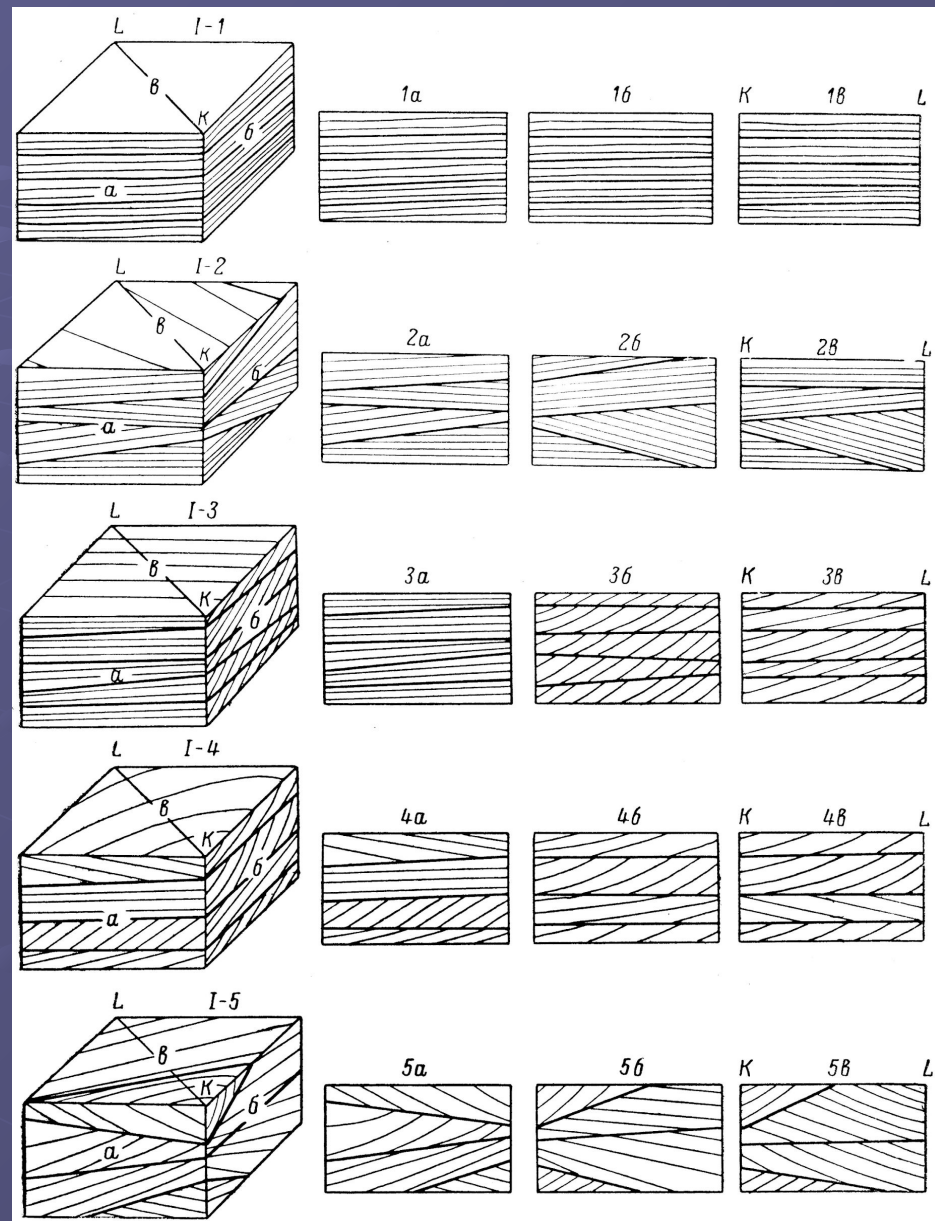 L I-1
в
K
б
а
1а 1б K 1в L
L I-2
в
K
б
а
2а 2б K 2в L
L I-3
в
K
б
а
3а 3б K 3в L
L I-4
в
K
б
а
4а 4б K 4в L
L I-5
в
K
б
а
5а 5б K 5в L